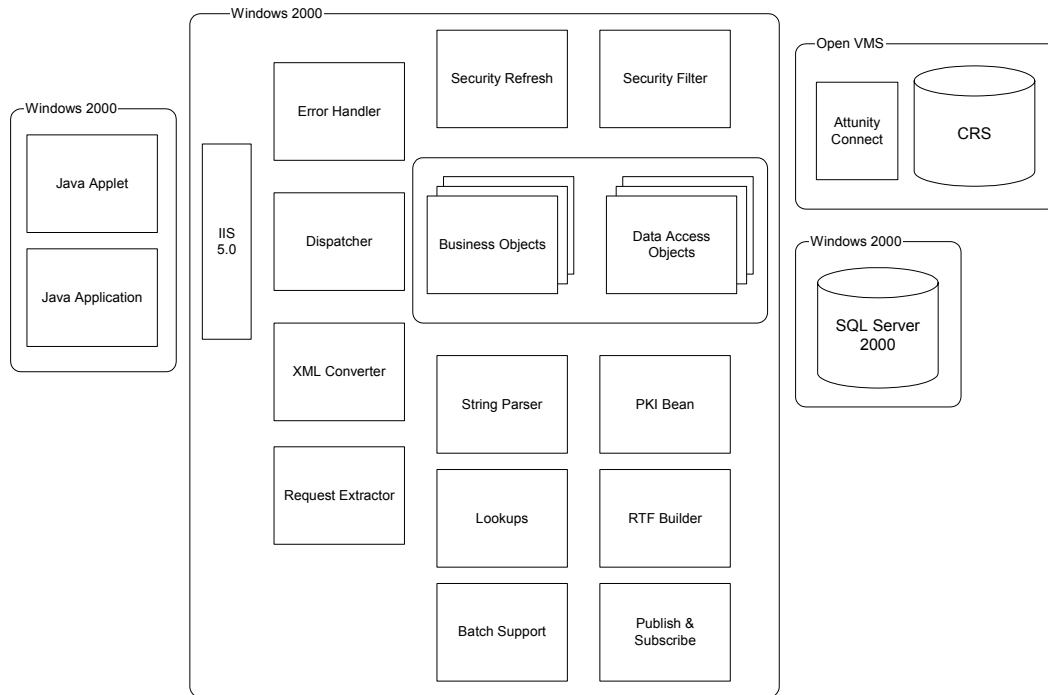 Windows 2000
Java Applet
Java Application
Windows 2000
IIS
5.0
Error Handler
Dispatcher
XML Converter
Request Extractor
Security Refresh
Security Filter
Business Objects
Data Access
Objects
String Parser
PKI Bean
Lookups
RTF Builder
Batch Support
Publish &
Subscribe
Open VMS
Attunity
Connect
CRS
Windows 2000
SQL Server
2000